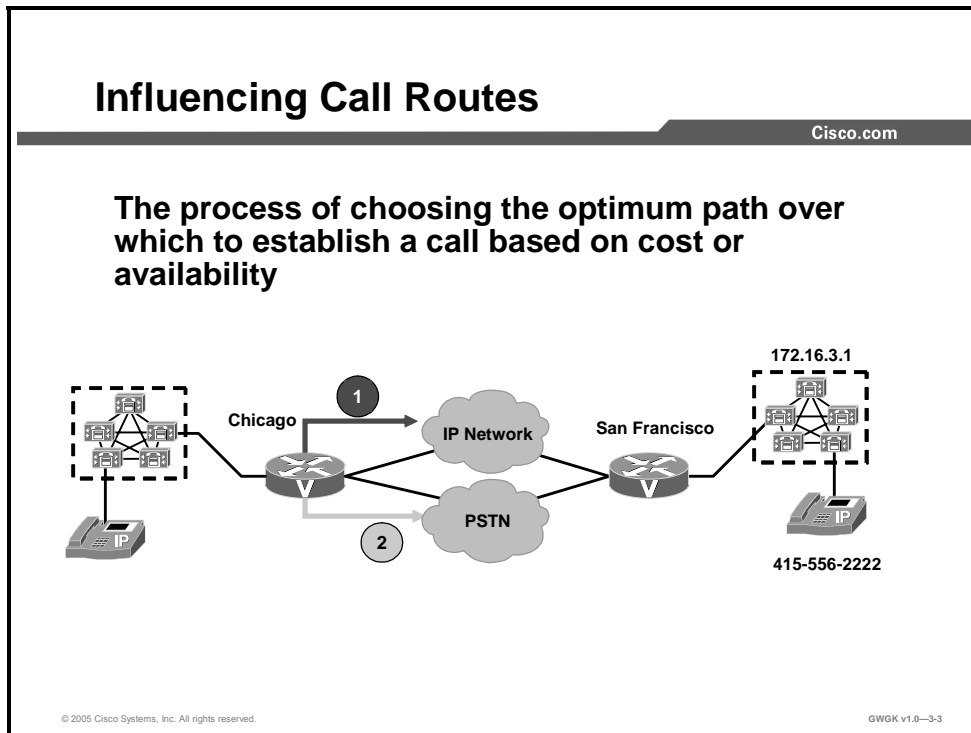 Influencing Call Routes
Cisco.com
The process of choosing the optimum path over
which to establish a call based on cost or
availability
172.16.3.1
1
Chicago
IP Network
San Francisco
V
V
PSTN
2
IP
IP
415-556-2222
© 2005 Cisco Systems, Inc. All rights reserved.
GWGK v1.0—3-3